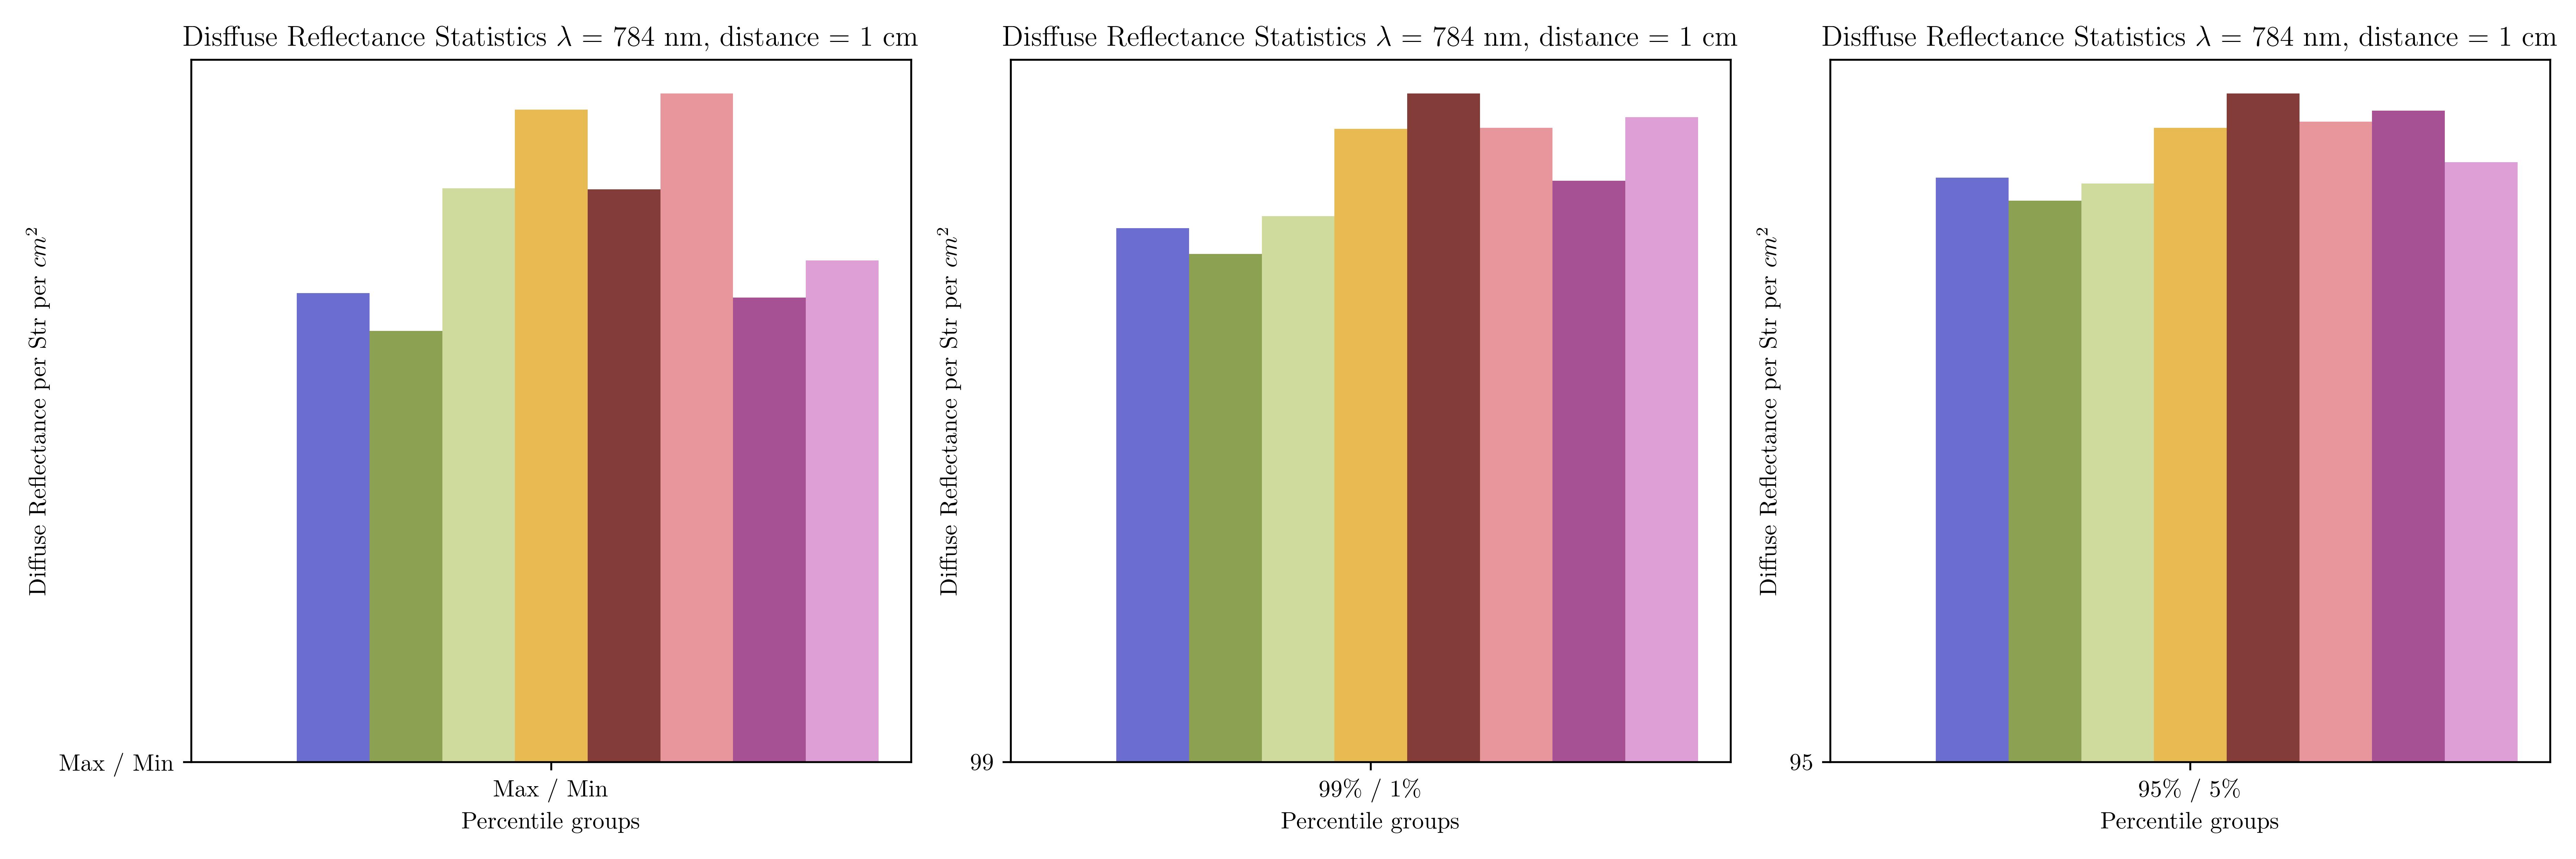 Disffuse Reflectance Statistics λ = 784 nm, distance = 1 cm
Diffuse Reflectance per Str per cm²
Max / Min
Max / Min
Percentile groups
Disffuse Reflectance Statistics λ = 784 nm, distance = 1 cm
Diffuse Reflectance per Str per cm²
99
99% / 1%
Percentile groups
Disffuse Reflectance Statistics λ = 784 nm, distance = 1 cm
Diffuse Reflectance per Str per cm²
95
95% / 5%
Percentile groups